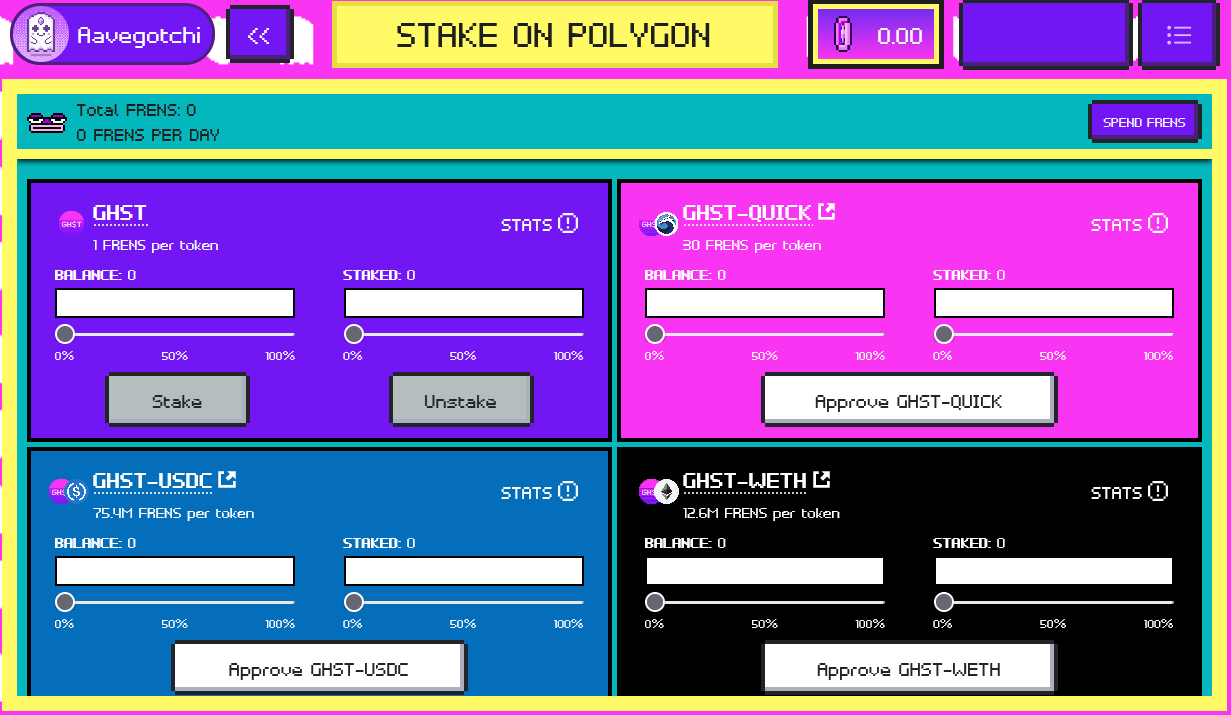 Aavegotchi
<<
STAKE ON POLYGON
0.00
Total FRENS: 0
0 FRENS PER DAY
SPEND FRENS
GHST
GHST
1 FRENS per token
STATS
BALANCE: 0
STAKED: 0
0% 50% 100%
0% 50% 100%
Stake
Unstake
GHST-QUICK
30 FRENS per token
STATS
BALANCE: 0
STAKED: 0
0% 50% 100%
0% 50% 100%
Approve GHST-QUICK
GHST-USDC
75.4M FRENS per token
STATS
BALANCE: 0
STAKED: 0
0% 50% 100%
0% 50% 100%
Approve GHST-USDC
GHST-WETH
12.6M FRENS per token
STATS
BALANCE: 0
STAKED: 0
0% 50% 100%
0% 50% 100%
Approve GHST-WETH